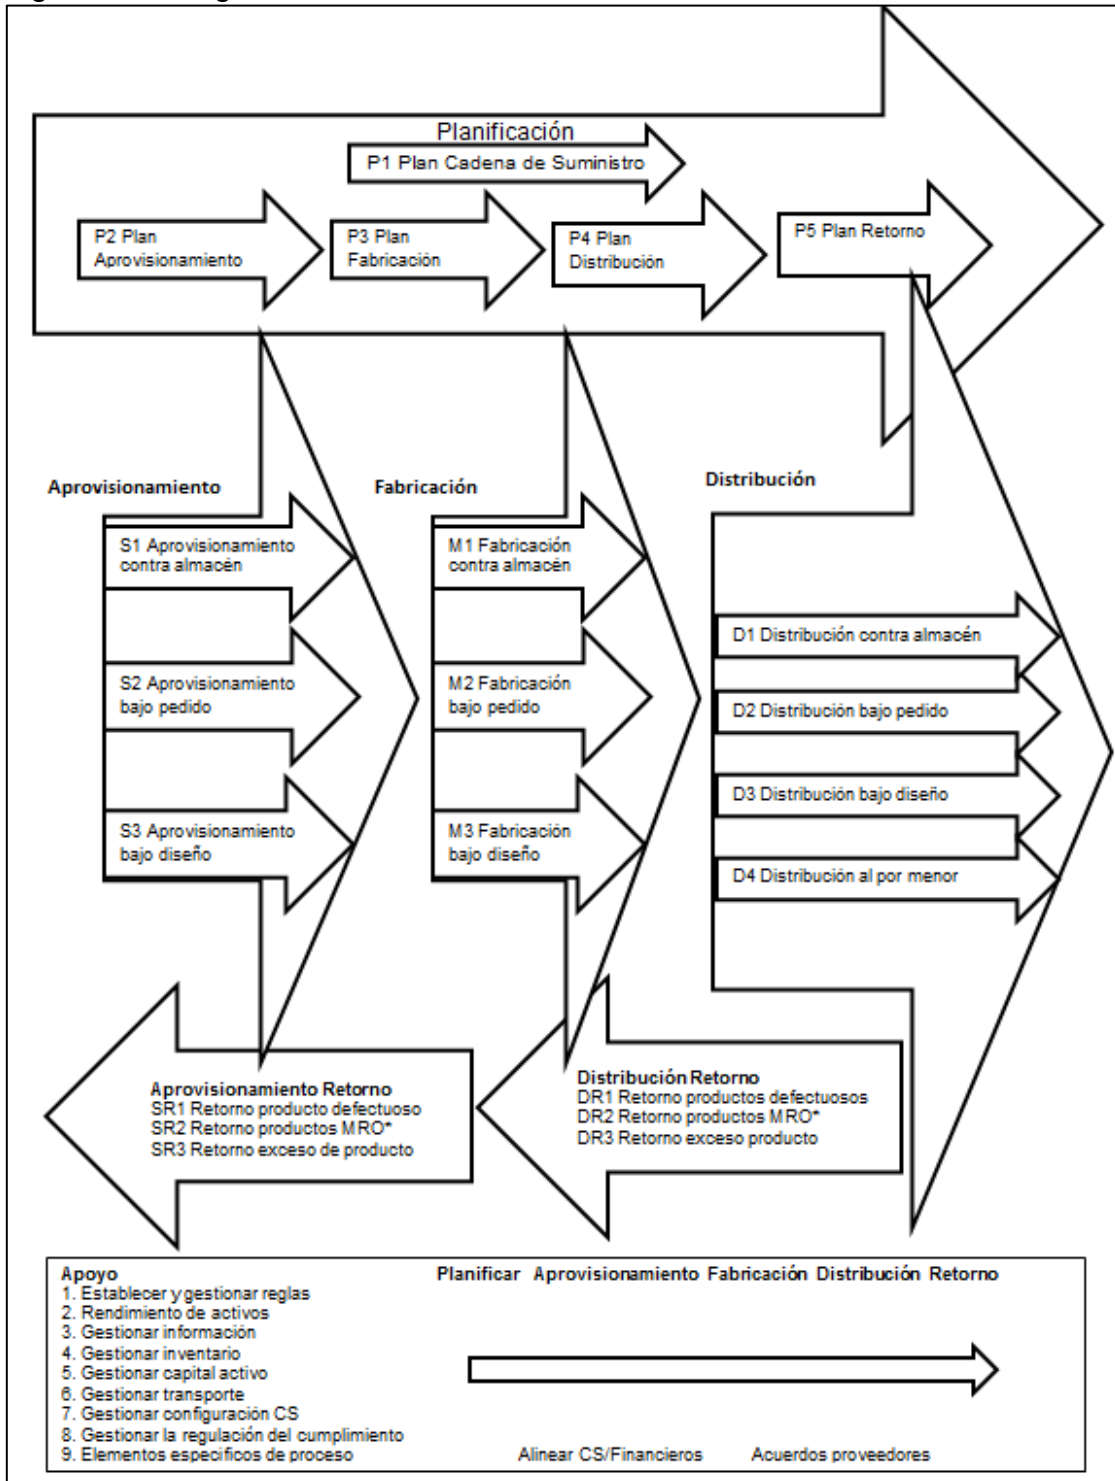 Planificación
P1 Plan Cadena de Suministro
P2 Plan
Aprovisionamiento
P3 Plan
Fabricación
P4 Plan
Distribución
P5 Plan Retorno
Aprovisionamiento
S1 Aprovisionamiento
contra almacén
S2 Aprovisionamiento
bajo pedido
S3 Aprovisionamiento
bajo diseño
Fabricación
M1 Fabricación
contra almacén
M2 Fabricación
bajo pedido
M3 Fabricación
bajo diseño
Distribución
D1 Distribución contra almacén
D2 Distribución bajo pedido
D3 Distribución bajo diseño
D4 Distribución al por menor
Aprovisionamiento Retorno
SR1 Retorno producto defectuoso
SR2 Retorno productos MRO*
SR3 Retorno exceso de producto
Distribución Retorno
DR1 Retorno productos defectuosos
DR2 Retorno productos MRO*
DR3 Retorno exceso producto
Apoyo
1. Establecer y gestionar reglas
2. Rendimiento de activos
3. Gestionar información
4. Gestionar inventario
5. Gestionar capital activo
6. Gestionar transporte
7. Gestionar configuración CS
8. Gestionar la regulación del cumplimiento
9. Elementos especificos de proceso
Planificar Aprovisionamiento Fabricación Distribución Retorno
Alinear CS/Financieros
Acuerdos proveedores